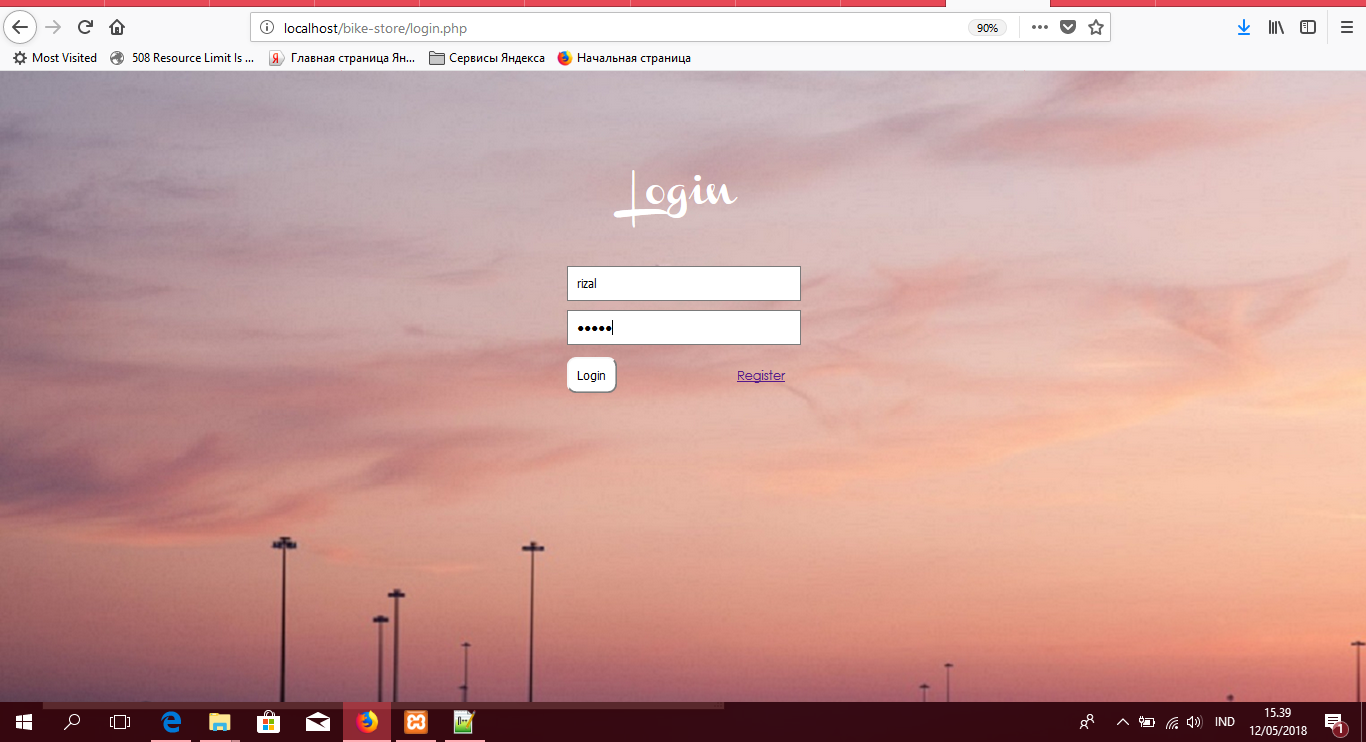 localhost/bike-store/login.php
90%
Most Visited
508 Resource Limit Is ...
Главная страница Ян...
Сервисы Яндекса
Начальная страница
Login
rizal
•••••
Login
Register
IND
15.39
12/05/2018
1